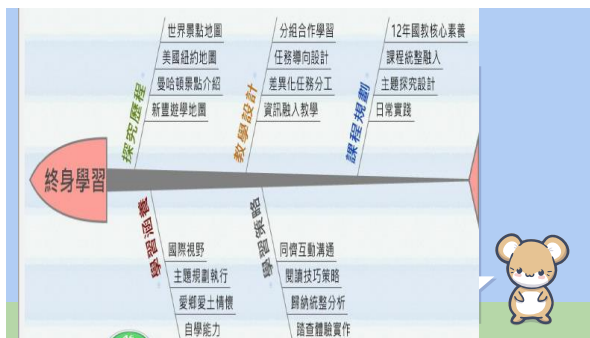 世界景點地圖
美國紐約地圖
曼哈頓景點介紹
新豐遊學地圖
探究歷程
分組合作學習
任務導向設計
差異化任務分工
資訊融入教學
教學設計
12年國教核心素養
課程統整融入
主題探究設計
日常實踐
課程規劃
終身學習
學習涵養
國際視野
主題規劃執行
愛鄉愛土情懷
自學能力
學習策略
同儕互動溝通
閱讀技巧策略
歸納統整分析
踏查體驗實作